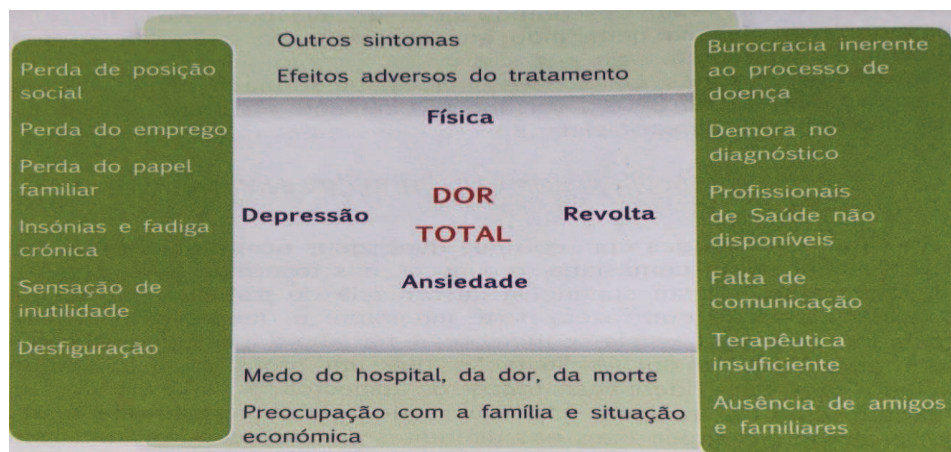 Outros sintomas
Efeitos adversos do tratamento
Perda de posição
social
Perda do emprego
Perda do papel
familiar
Insónias e fadiga
crónica
Sensação de
inutilidade
Desfiguração
Física
Depressão
DOR
TOTAL
Revolta
Ansiedade
Burocracia inerente
ao processo de
doença
Demora no
diagnóstico
Profissionais
de Saúde não
disponíveis
Falta de
comunicação
Terapêutica
insuficiente
Ausência de amigos
e familiares
Medo do hospital, da dor, da morte
Preocupação com a família e situação
económica